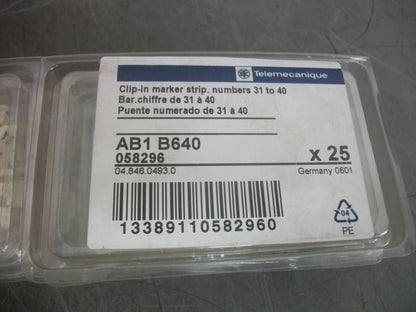 Telemecanique
Clip-in marker strip. numbers 31 to 40
Bar.chiffre de 31 à 40
Puente numerado de 31 à 40
AB1 B640
058296 x 25
04.846.0493.0 Germany 0601
13389110582960
04
PE